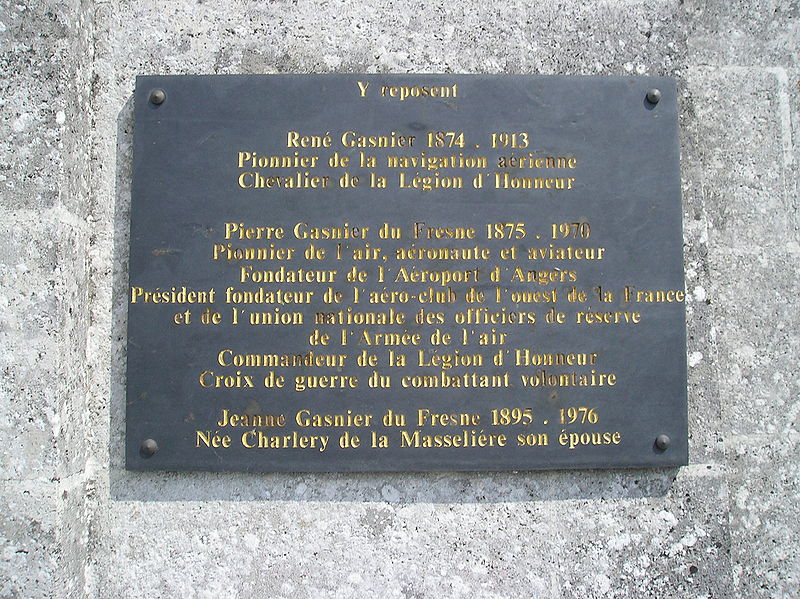 Y reposent
René Gasnier 1874 . 1913
Pionnier de la navigation aérienne
Chevalier de la Légion d'Honneur
Pierre Gasnier du Fresne 1875 . 1970
Pionnier de l'air, aéronaute et aviateur
Fondateur de l'Aéroport d'Angers
Président fondateur de l'aéro-club de l'ouest de la France
et de l'union nationale des officiers de réserve
de l'Armée de l'air
Commandeur de la Légion d'Honneur
Croix de guerre du combattant volontaire
Jeanne Gasnier du Fresne 1895 . 1976
Née Charlery de la Masseliére son épouse